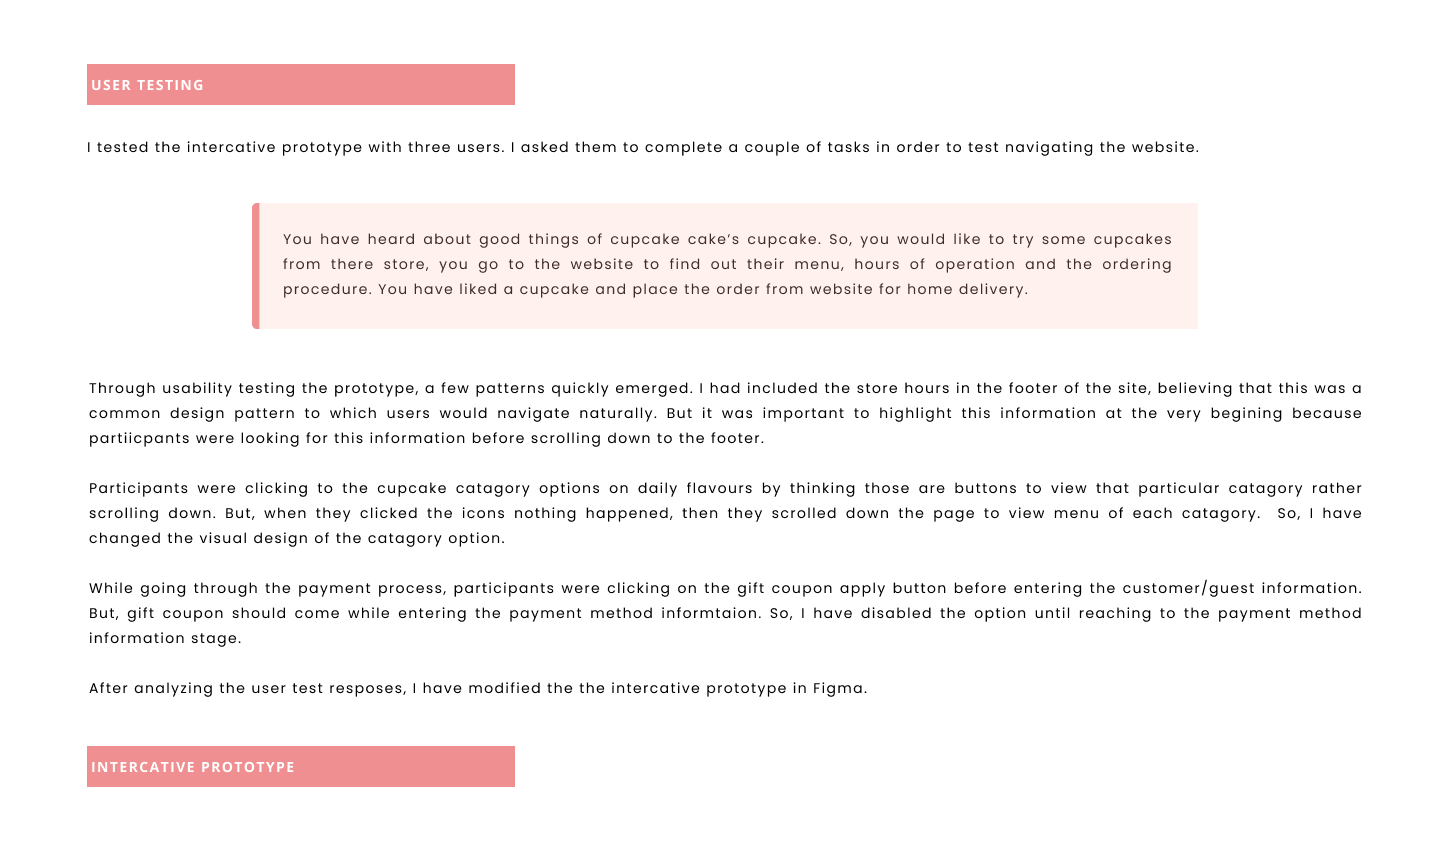 USER TESTING
I tested the intercative prototype with three users. I asked them to complete a couple of tasks in order to test navigating the website.
You have heard about good things of cupcake cake’s cupcake. So, you would like to try some cupcakes
from there store, you go to the website to find out their menu, hours of operation and the ordering
procedure. You have liked a cupcake and place the order from website for home delivery.
Through usability testing the prototype, a few patterns quickly emerged. I had included the store hours in the footer of the site, believing that this was a
common design pattern to which users would navigate naturally. But it was important to highlight this information at the very begining because
partiicpants were looking for this information before scrolling down to the footer.
Participants were clicking to the cupcake catagory options on daily flavours by thinking those are buttons to view that particular catagory rather
scrolling down. But, when they clicked the icons nothing happened, then they scrolled down the page to view menu of each catagory.  So, I have
changed the visual design of the catagory option.
While going through the payment process, participants were clicking on the gift coupon apply button before entering the customer/guest information.
But, gift coupon should come while entering the payment method informtaion. So, I have disabled the option until reaching to the payment method
information stage.
After analyzing the user test resposes, I have modified the the intercative prototype in Figma.
INTERCATIVE PROTOTYPE